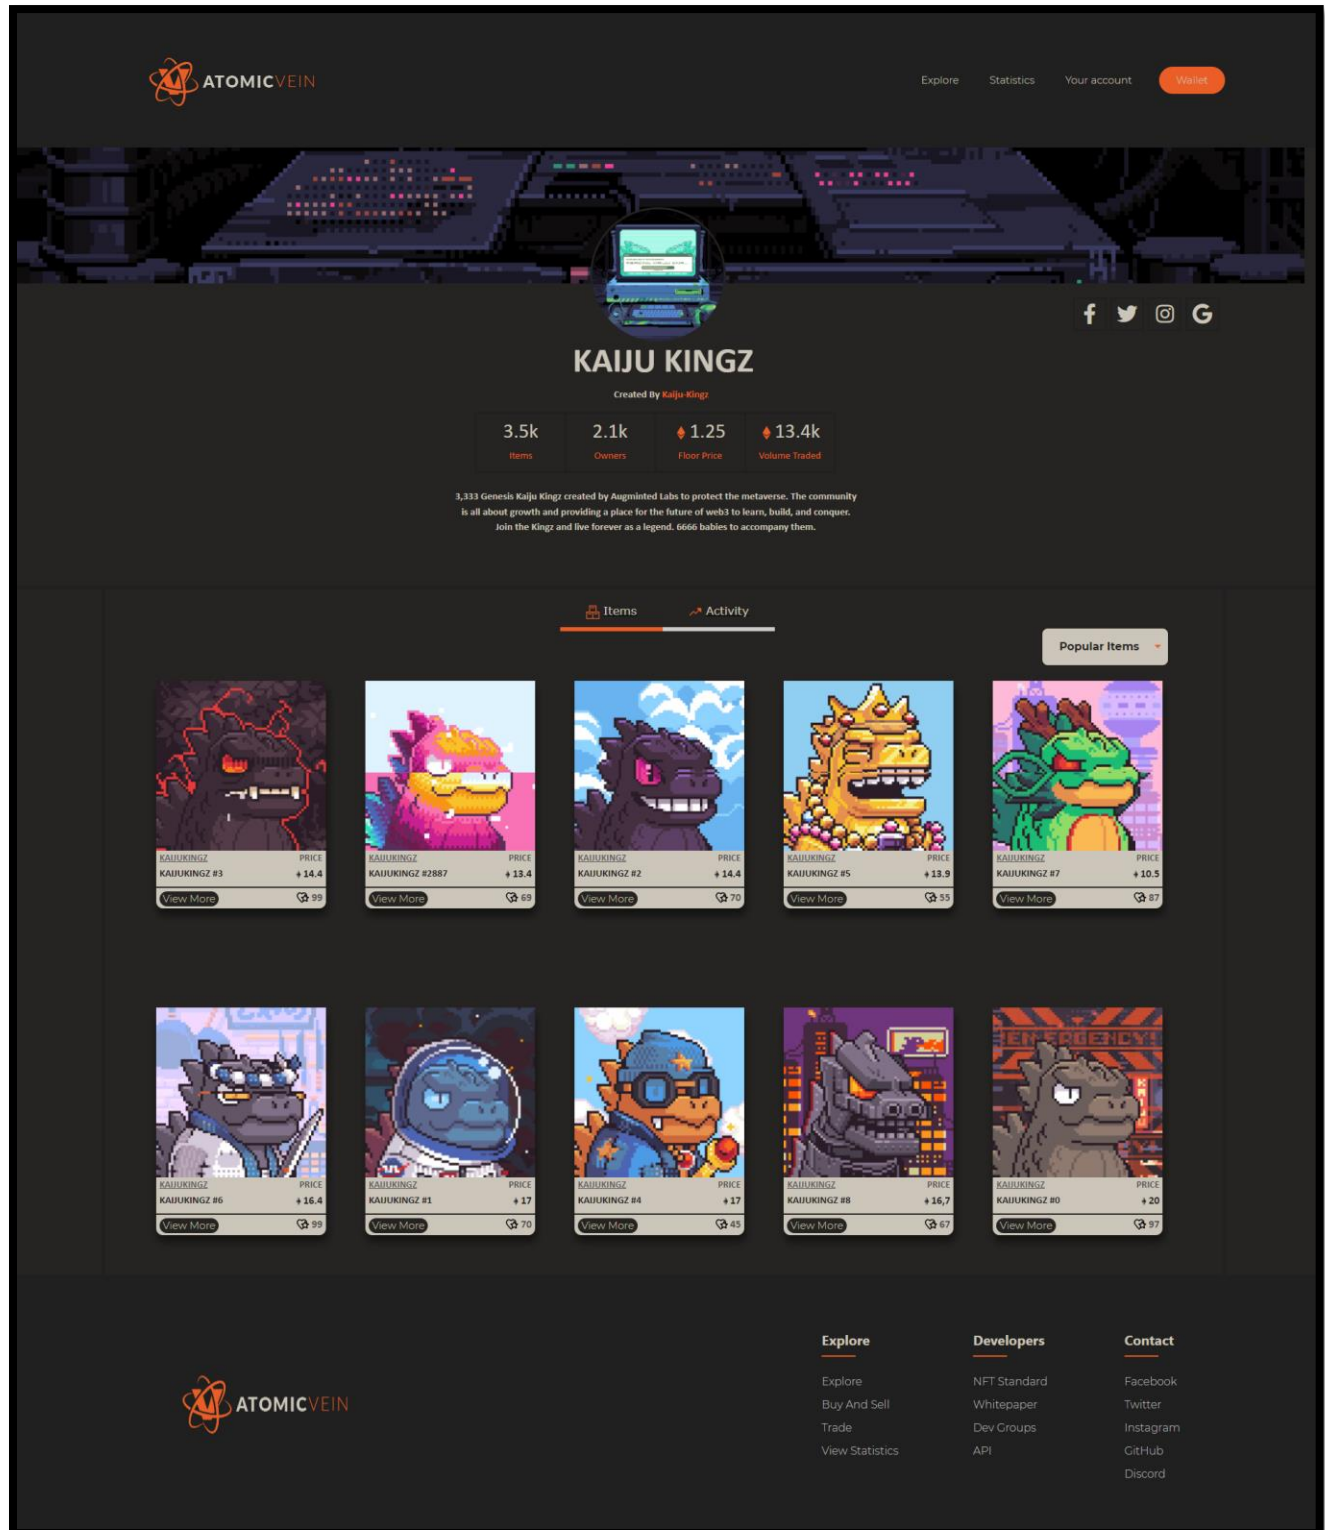 ATOMICVEIN
Explore Statistics Your account Wallet
KAIJU KINGZ
Created By Kaiju-Kingz
3.5k 2.1k 1.25 13.4k
Items Owners Floor Price Volume Traded
3,333 Genesis Kaiju Kingz created by Augminted Labs to protect the metaverse. The community
is all about growth and providing a place for the future of web3 to learn, build, and conquer.
Join the Kingz and live forever as a legend. 6666 babies to accompany them.
Items Activity
Popular Items
KAIJUKINGZ PRICE KAIJUKINGZ PRICE KAIJUKINGZ PRICE KAIJUKINGZ PRICE KAIJUKINGZ PRICE
KAIJUKINGZ #3 14.4 KAIJUKINGZ #2887 13.4 KAIJUKINGZ #2 14.4 KAIJUKINGZ #5 13.9 KAIJUKINGZ #7 10.5
View More 99 View More 69 View More 70 View More 55 View More 87
KAIJUKINGZ PRICE KAIJUKINGZ PRICE KAIJUKINGZ PRICE KAIJUKINGZ PRICE KAIJUKINGZ PRICE
KAIJUKINGZ #6 16.4 KAIJUKINGZ #1 17 KAIJUKINGZ #4 17 KAIJUKINGZ #8 16,7 KAIJUKINGZ #0 20
View More 99 View More 70 View More 45 View More 67 View More 97
ATOMICVEIN
Explore Developers Contact
Explore NFT Standard Facebook
Buy And Sell Whitepaper Twitter
Trade Dev Groups Instagram
View Statistics API GitHub
Discord